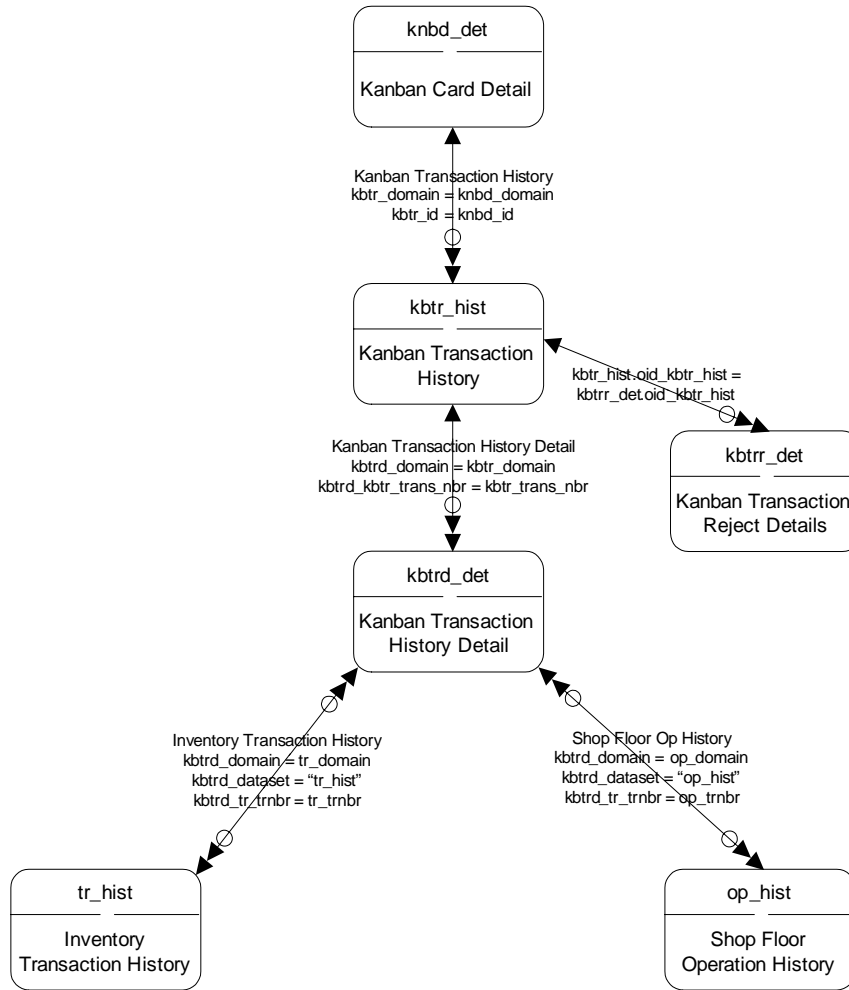 knbd_det
Kanban Card Detail
Kanban Transaction History
kbtr_domain = knbd_domain
kbtr_id = knbd_id
kbtr_hist
Kanban Transaction
History
kbtr_hist.oid_kbtr_hist =
kbtrr_det.oid_kbtr_hist
Kanban Transaction History Detail
kbtrd_domain = kbtr_domain
kbtrd_kbtr_trans_nbr = kbtr_trans_nbr
kbtrr_det
Kanban Transaction
Reject Details
kbtrd_det
Kanban Transaction
History Detail
Inventory Transaction History
kbtrd_domain = tr_domain
kbtrd_dataset = “tr_hist”
kbtrd_tr_trnbr = tr_trnbr
Shop Floor Op History
kbtrd_domain = op_domain
kbtrd_dataset = “op_hist”
kbtrd_tr_trnbr = op_trnbr
tr_hist
Inventory
Transaction History
op_hist
Shop Floor
Operation History